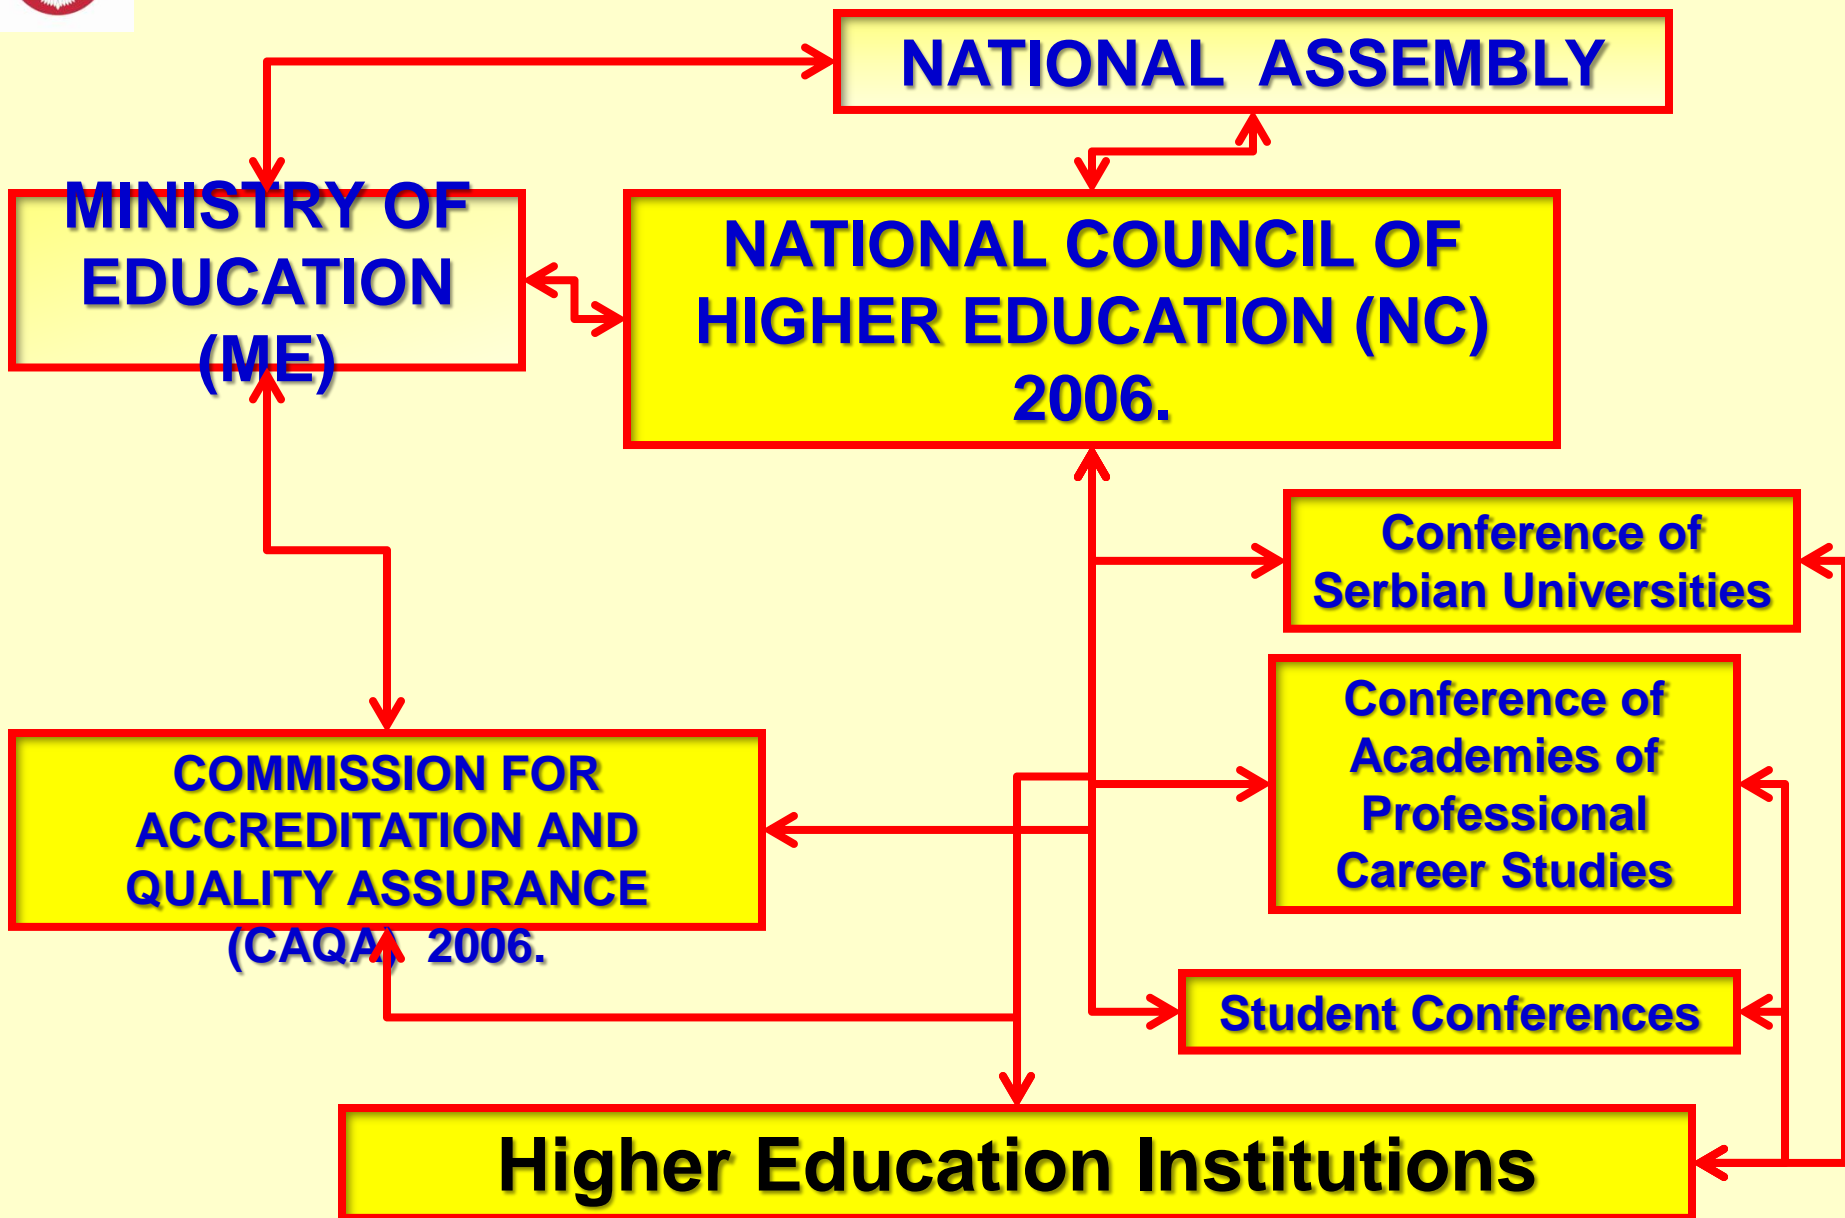 NATIONAL ASSEMBLY
MINISTRY OF
EDUCATION
(ME)
NATIONAL COUNCIL OF
HIGHER EDUCATION (NC)
2006.
Conference of
Serbian Universities
Conference of
Academies of
Professional
Career Studies
COMMISSION FOR
ACCREDITATION AND
QUALITY ASSURANCE
(CAQA) 2006.
Student Conferences
Higher Education Institutions